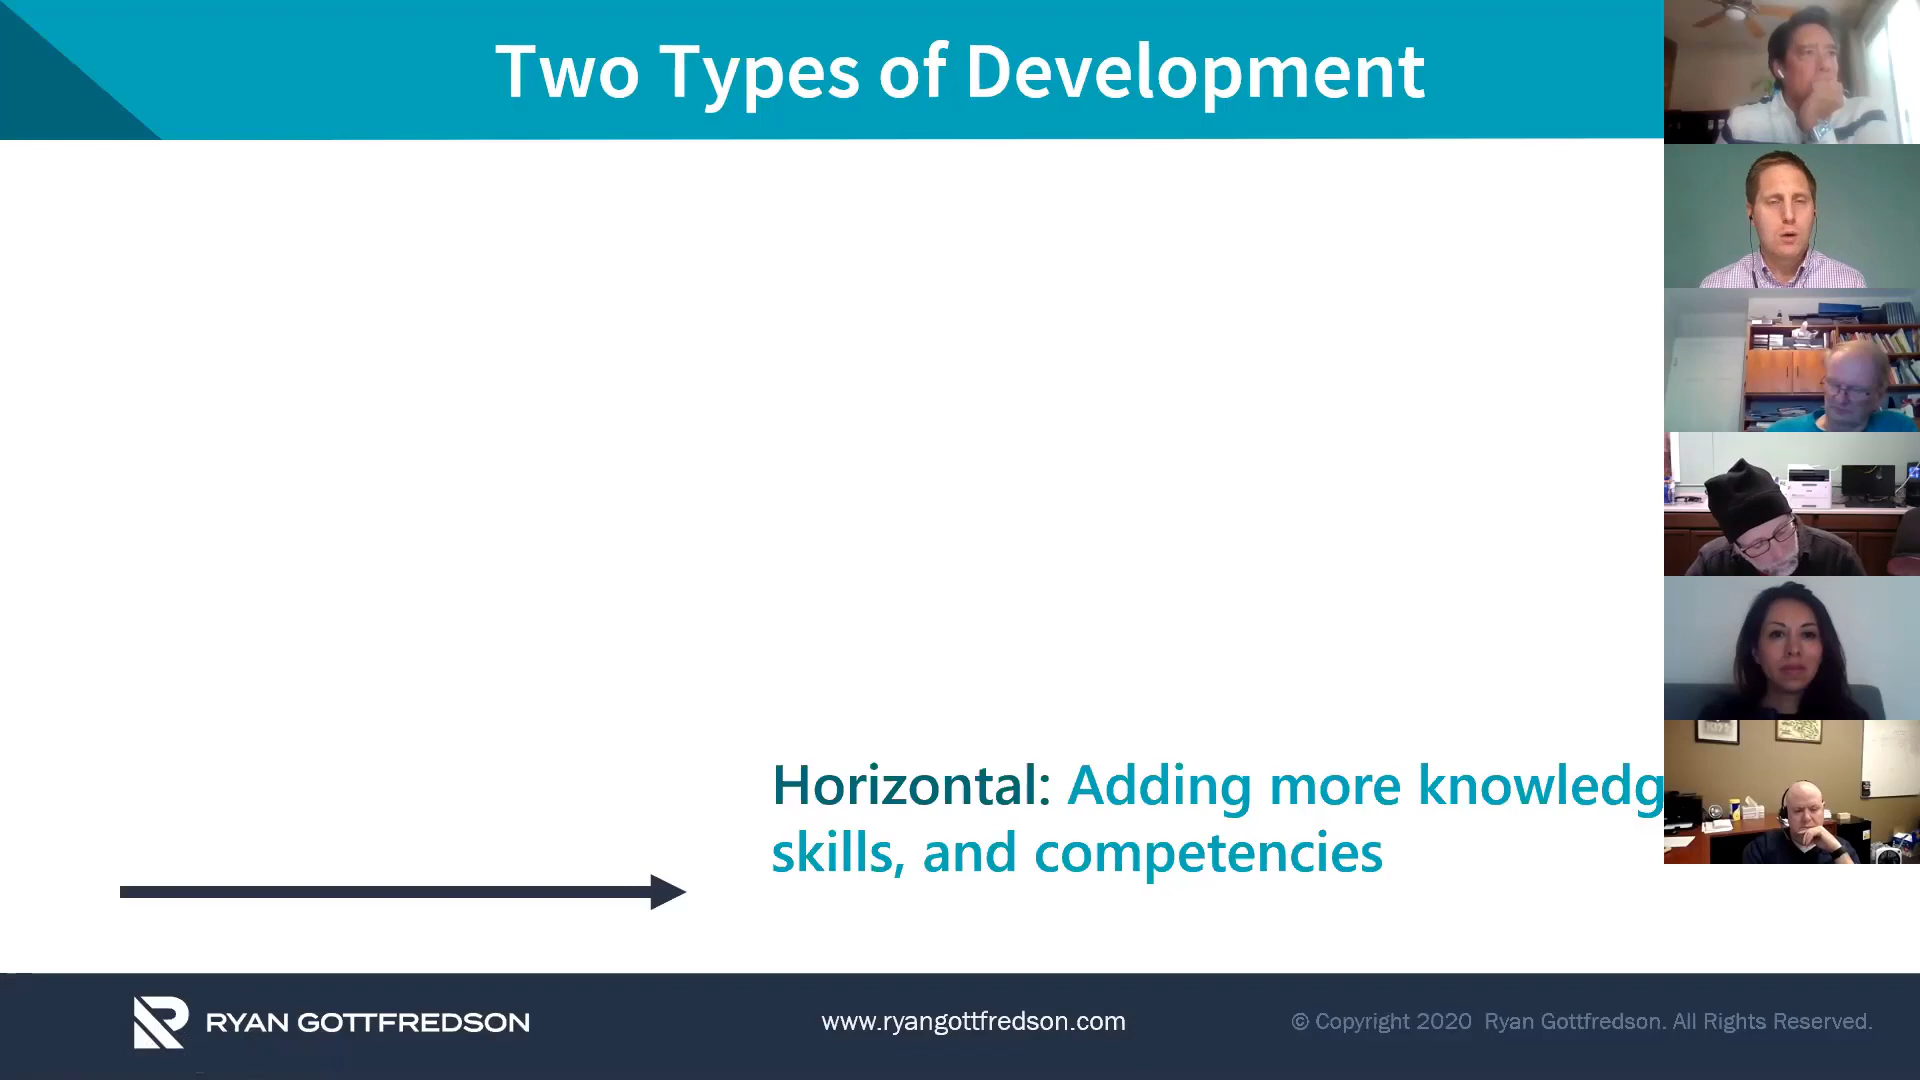 Two Types of Development
Horizontal: Adding more knowledg
skills, and competencies
RYAN GOTTFREDSON
www.ryangottfredson.com
© Copyright 2020 Ryan Gottfredson. All Rights Reserved.